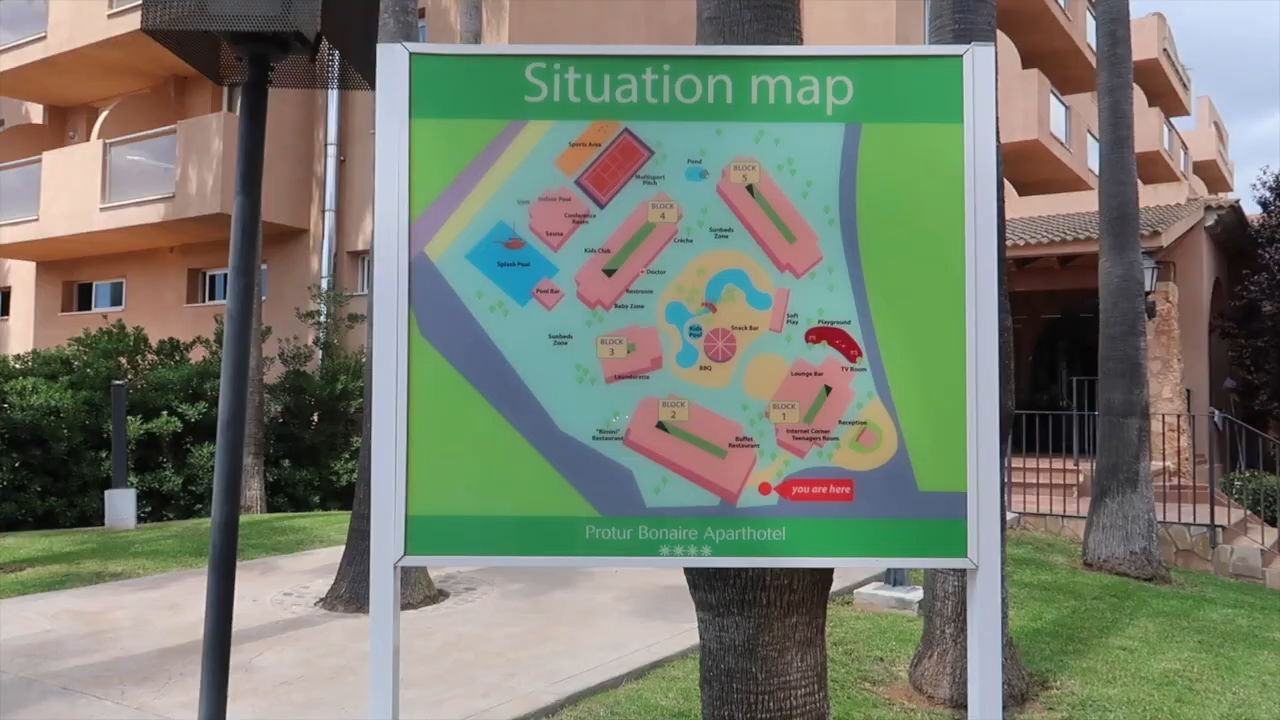 Situation map
Sports Area
Multisport
Pitch
Pond
BLOCK
5
Indoor Pool
Conference
Room
Sauna
BLOCK
4
Kids Club
Crèche
Sunbeds
Zone
Splash Pool
Doctor
Pool Bar
Restroom
Baby Zone
Sunbeds
Zone
BLOCK
3
Launderette
Kids
Pool
Snack Bar
BBQ
Soft
Play
Playground
TV Room
Lounge Bar
BLOCK
2
"Rimini"
Restaurant
Buffet
Restaurant
BLOCK
1
Internet Corner
Teenagers Room
Reception
you are here
Protur Bonaire Aparthotel